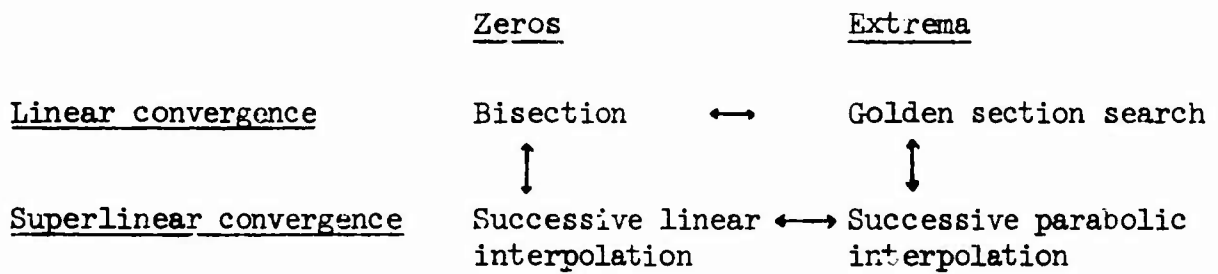 Zeros Extrema
Linear convergence Bisection ↔ Golden section search
↕ ↕
Superlinear convergence Successive linear ↔ Successive parabolic
interpolation interpolation